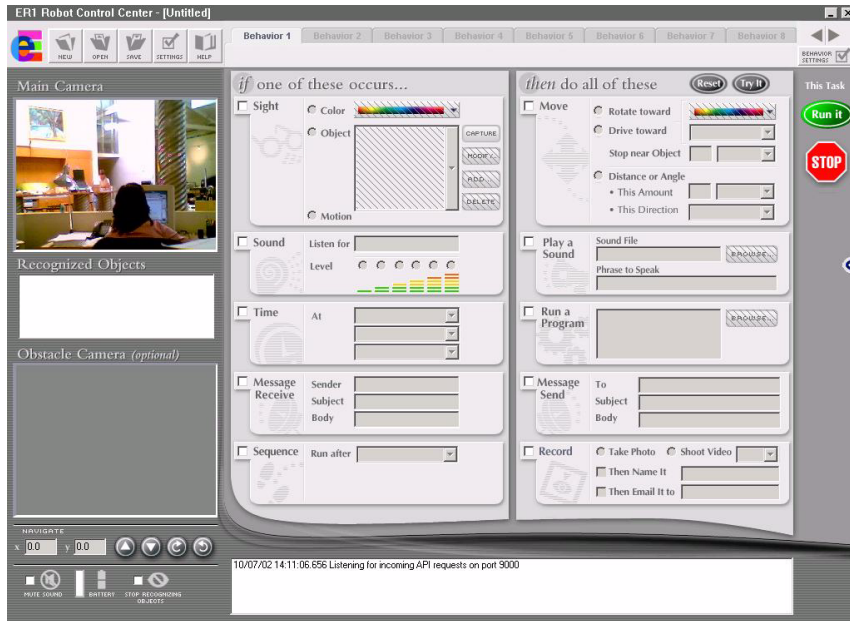 ER1 Robot Control Center - [Untitled]
NEW OPEN SAVE SETTINGS HELP
Behavior 1 Behavior 2 Behavior 3 Behavior 4 Behavior 5 Behavior 6 Behavior 7 Behavior 8
BEHAVIOR SETTINGS
Main Camera
if one of these occurs...
then do all of these Reset Try It
This Task
Run it
STOP
Sight
Color
Object
CAPTURE
MODIFY...
ADD...
DELETE
Motion
Move
Rotate toward
Drive toward
Stop near Object
Distance or Angle
• This Amount
• This Direction
Recognized Objects
Sound
Listen for
Level
Play a Sound
Sound File
BROWSE...
Phrase to Speak
Time
At
Run a Program
BROWSE...
Obstacle Camera (optional)
Message Receive
Sender
Subject
Body
Message Send
To
Subject
Body
Sequence
Run after
Record
Take Photo Shoot Video
Then Name It
Then Email It to
NAVIGATE
x 0.0 y 0.0
MUTE SOUND
BATTERY
STOP RECOGNIZING OBJECTS
10/07/02 14:11:06.656 Listening for incoming API requests on port 9000